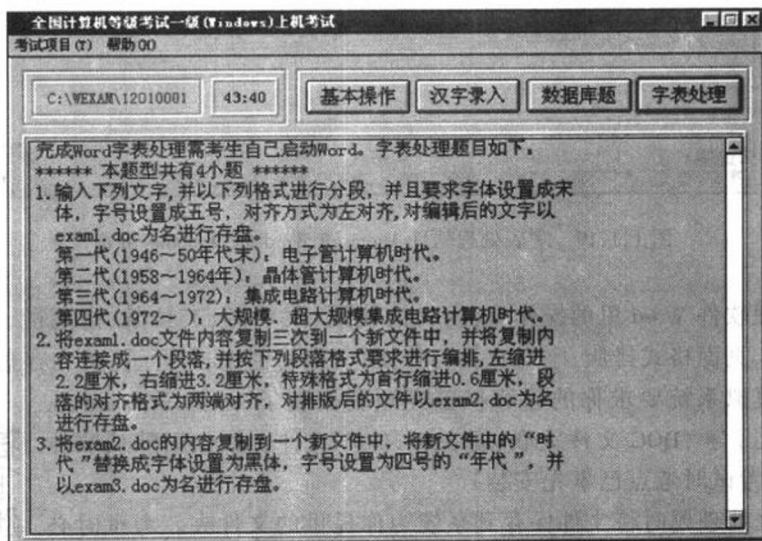 全国计算机等级考试一级(Windows)上机考试
考试项目(T) 帮助(X)
C:\WEXAM\12010001 43:40 基本操作 汉字录入 数据库题 字表处理
完成Word字表处理需考生自己启动Word。字表处理题目如下:
****** 本题型共有4小题 ******
1.输入下列文字,并以下列格式进行分段,并且要求字体设置成宋
体,字号设置成五号,对齐方式为左对齐,对编辑后的文字以
exam1.doc为名进行存盘。
第一代(1946~50年代末):电子管计算机时代。
第二代(1958~1964年):晶体管计算机时代。
第三代(1964~1972):集成电路计算机时代。
第四代(1972~ ):大规模、超大规模集成电路计算机时代。
2.将exam1.doc文件内容复制三次到一个新文件中,并将复制内
容连接成一个段落,并按下列段落格式要求进行编排,左缩进
2.2厘米,右缩进3.2厘米,特殊格式为首行缩进0.6厘米,段
落的对齐格式为两端对齐,对排版后的文件以exam2.doc为名
进行存盘。
3.将exam2.doc的内容复制到一个新文件中,将新文件中的“时
代 ”替换成字体设置为黑体,字号设置为四号的“年代 ”,并
以exam3.doc为名进行存盘。